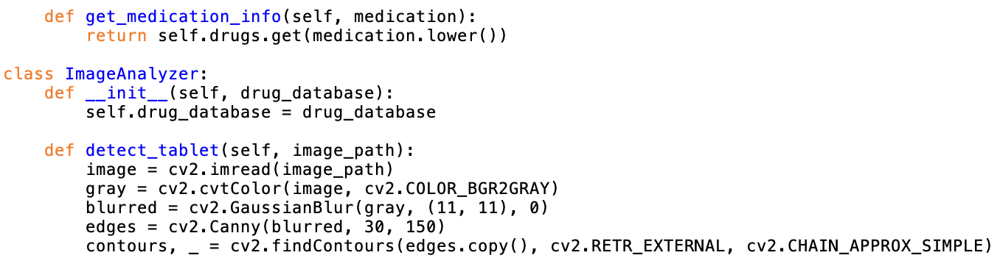 def get_medication_info(self, medication):
        return self.drugs.get(medication.lower())

class ImageAnalyzer:
    def __init__(self, drug_database):
        self.drug_database = drug_database

    def detect_tablet(self, image_path):
        image = cv2.imread(image_path)
        gray = cv2.cvtColor(image, cv2.COLOR_BGR2GRAY)
        blurred = cv2.GaussianBlur(gray, (11, 11), 0)
        edges = cv2.Canny(blurred, 30, 150)
        contours, _ = cv2.findContours(edges.copy(), cv2.RETR_EXTERNAL, cv2.CHAIN_APPROX_SIMPLE)